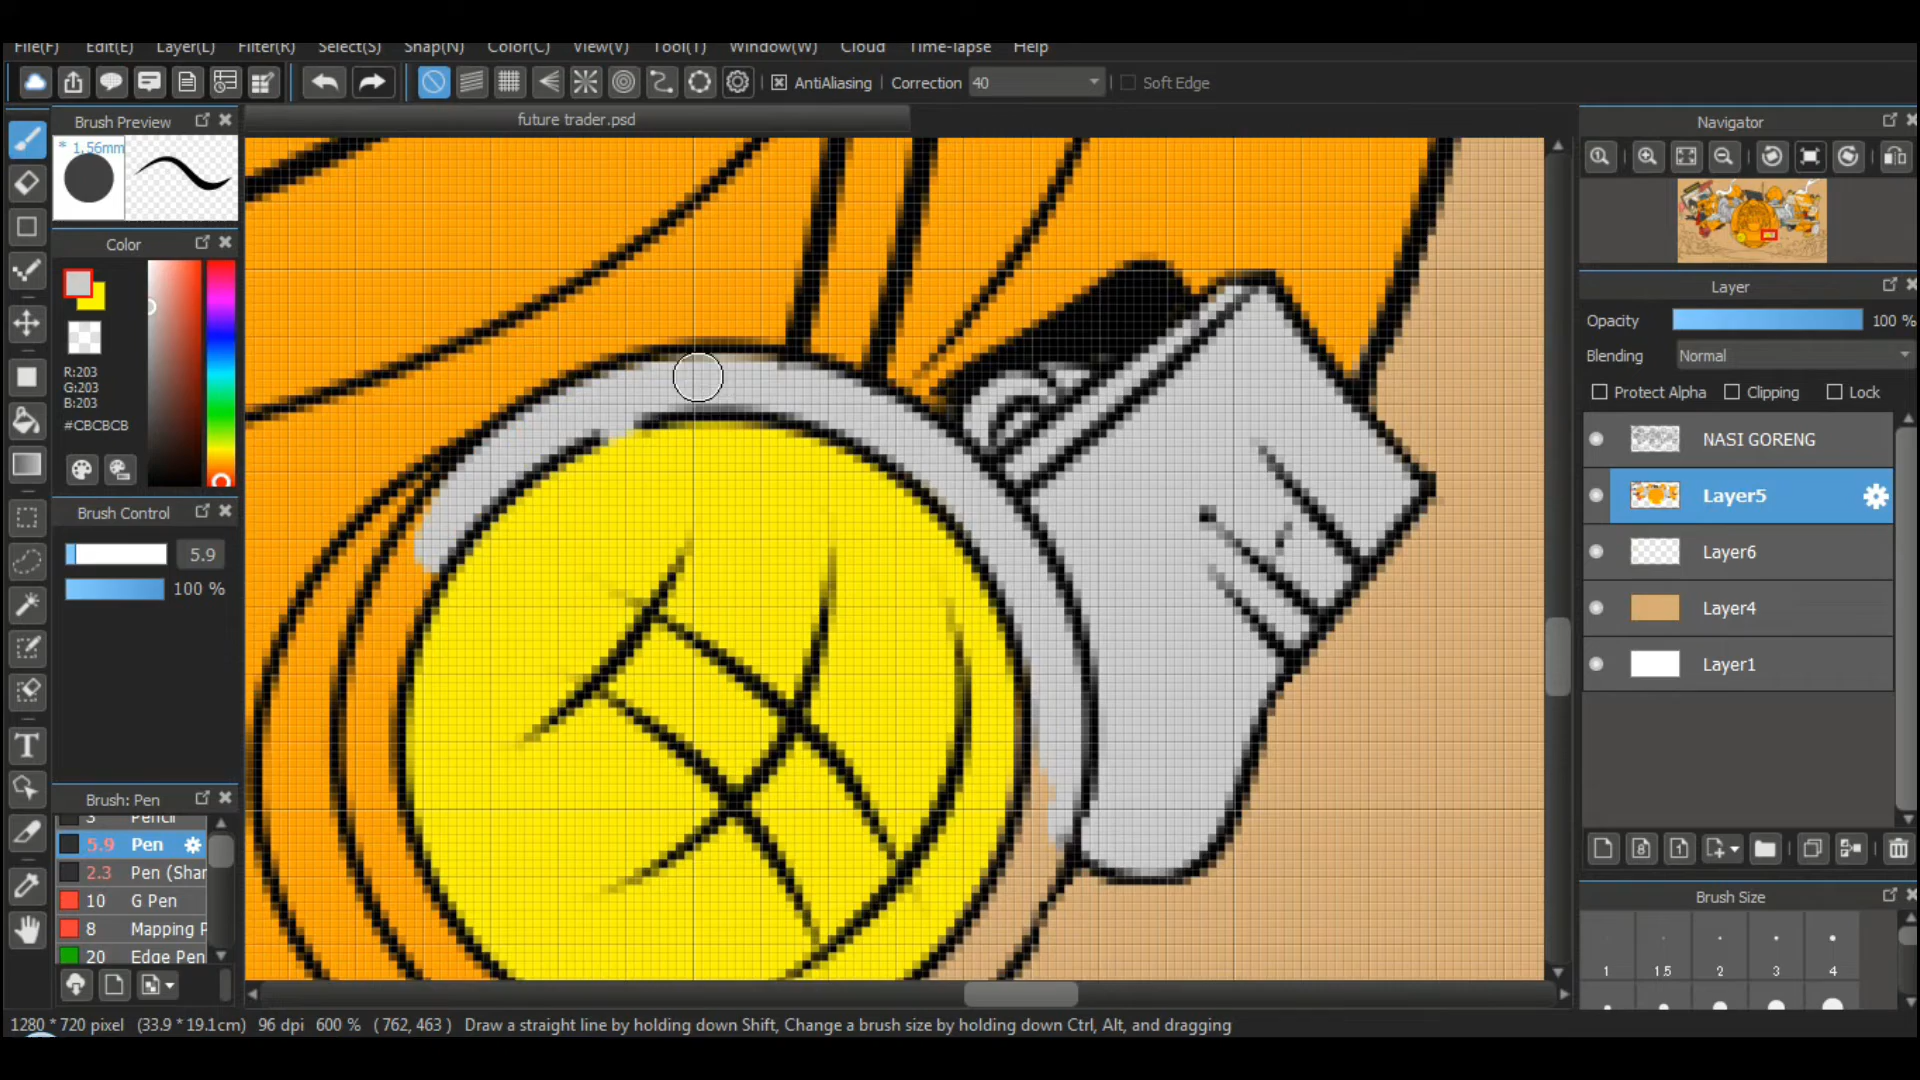 File(F) Edit(E) Layer(L) Filter(R) Select(S) Snap(N) Color(C) View(V) Tool(T) Window(W) Cloud Time-lapse Help
AntiAliasing Correction 40 Soft Edge
Brush Preview
future trader.psd
Navigator
* 1.56mm
Color
R:203
G:203
B:203
#CBCBCB
Layer
Opacity 100 %
Blending Normal
Protect Alpha Clipping Lock
NASI GORENG
Layer5
Layer6
Layer4
Layer1
Brush Control
5.9
100 %
Brush: Pen
3 Pencil
5.9 Pen
2.3 Pen (Shar
10 G Pen
8 Mapping P
20 Edge Pen
Brush Size
1 1.5 2 3 4
1280 * 720 pixel (33.9 * 19.1cm) 96 dpi 600 % ( 762, 463 ) Draw a straight line by holding down Shift, Change a brush size by holding down Ctrl, Alt, and dragging